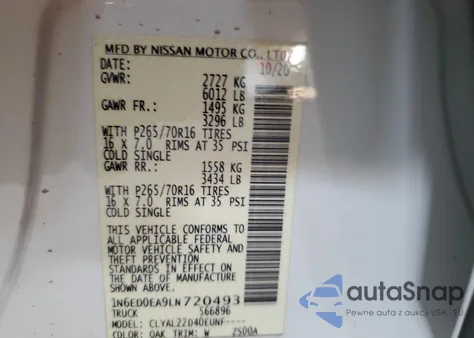 MFD BY NISSAN MOTOR CO., LTD.
DATE: 10/20
GVWR: 2727 KG
6012 LB
GAWR FR.: 1495 KG
3296 LB
WITH P265/70R16 TIRES
16 X 7.0 RIMS AT 35 PSI
COLD SINGLE
GAWR RR.: 1558 KG
3434 LB
WITH P265/70R16 TIRES
16 X 7.0 RIMS AT 35 PSI
COLD SINGLE
THIS VEHICLE CONFORMS TO
ALL APPLICABLE FEDERAL
MOTOR VEHICLE SAFETY AND
THEFT PREVENTION
STANDARDS IN EFFECT ON
THE DATE OF MANUFACTURE
SHOWN ABOVE.
1N6ED0EA9LN720493
TRUCK 566896
MODEL: CLYAL22D40EUNF----
COLOR: QAK TRIM: W 2S00A
autoSnap
Pewne auta z USA